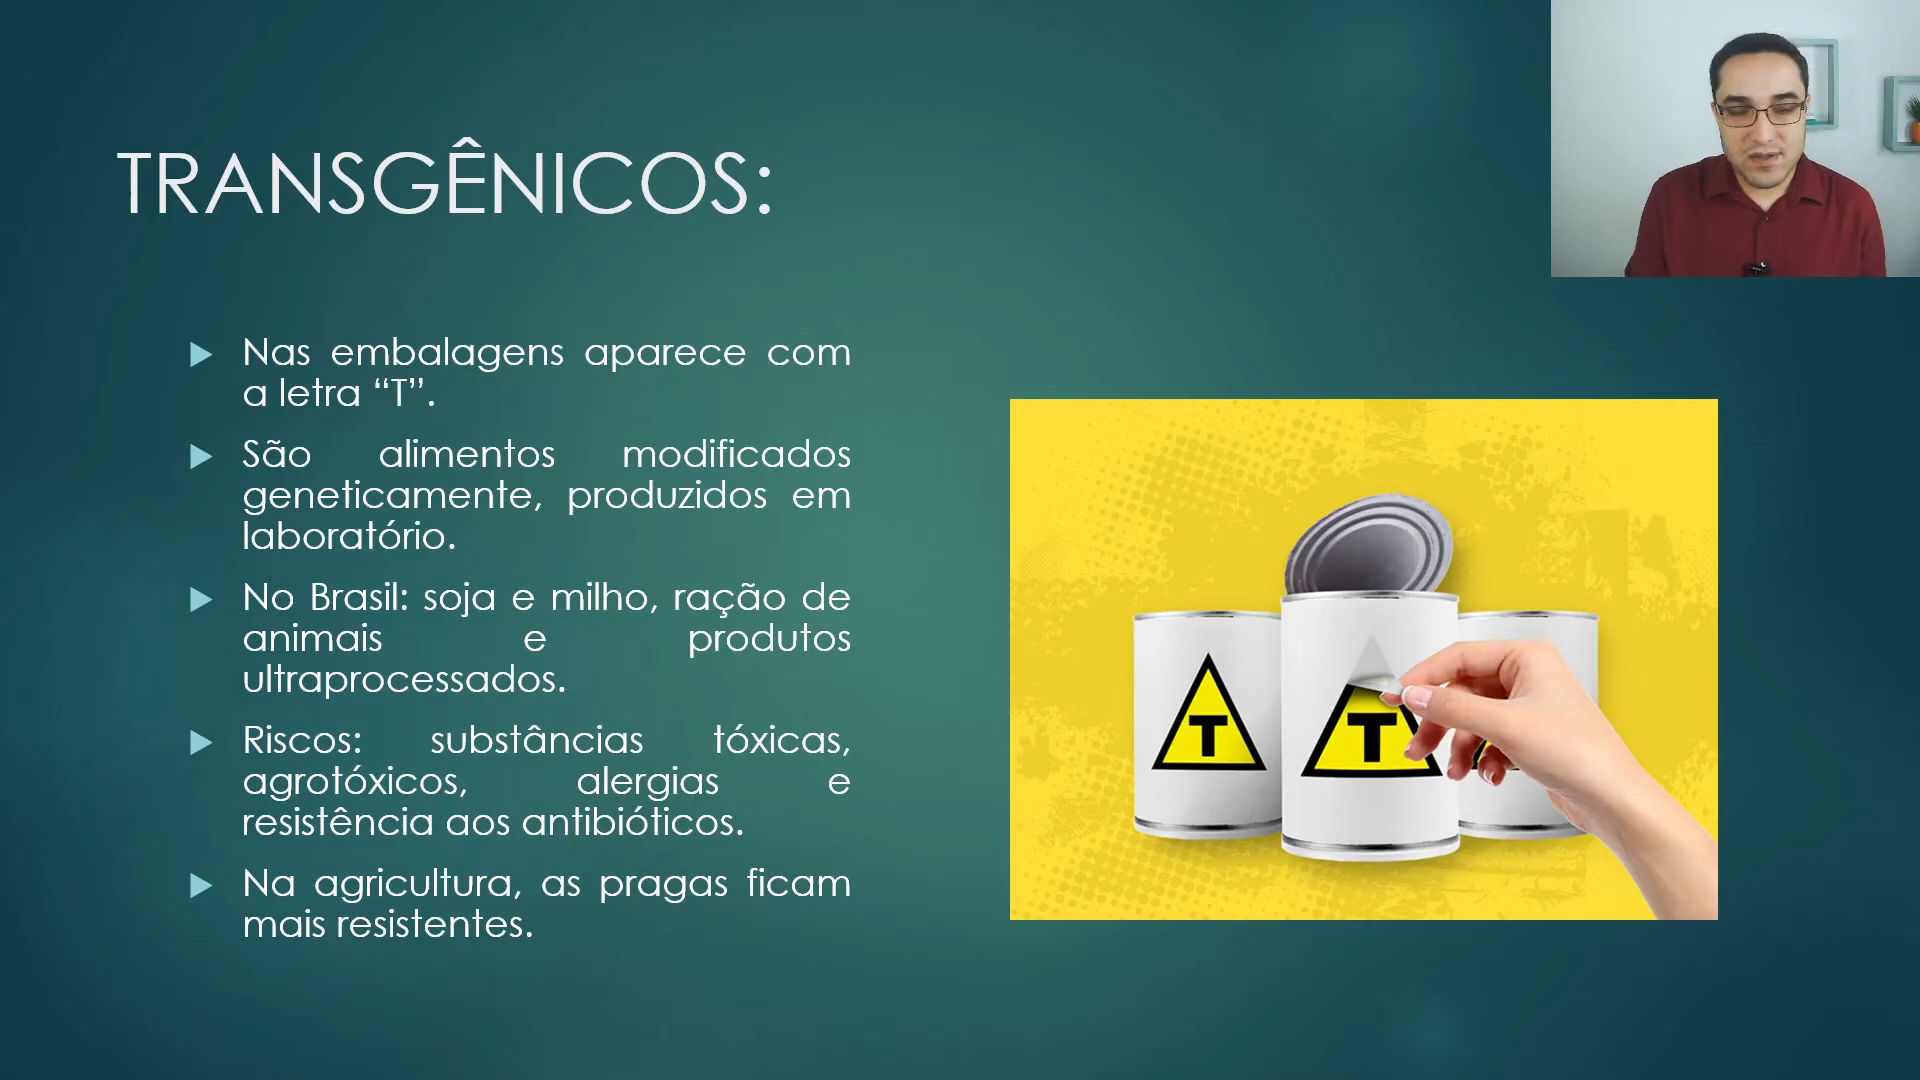 TRANSGÊNICOS:
Nas embalagens aparece com
a letra “T”.
São alimentos modificados
geneticamente, produzidos em
laboratório.
No Brasil: soja e milho, ração de
animais e produtos
ultraprocessados.
Riscos: substâncias tóxicas,
agrotóxicos, alergias e
resistência aos antibióticos.
Na agricultura, as pragas ficam
mais resistentes.
T
T